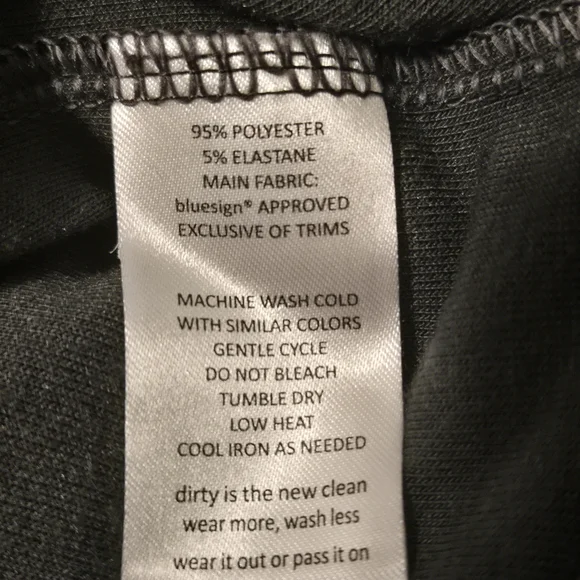 95% POLYESTER
5% ELASTANE
MAIN FABRIC:
bluesign® APPROVED
EXCLUSIVE OF TRIMS
MACHINE WASH COLD
WITH SIMILAR COLORS
GENTLE CYCLE
DO NOT BLEACH
TUMBLE DRY
LOW HEAT
COOL IRON AS NEEDED
dirty is the new clean
wear more, wash less
wear it out or pass it on